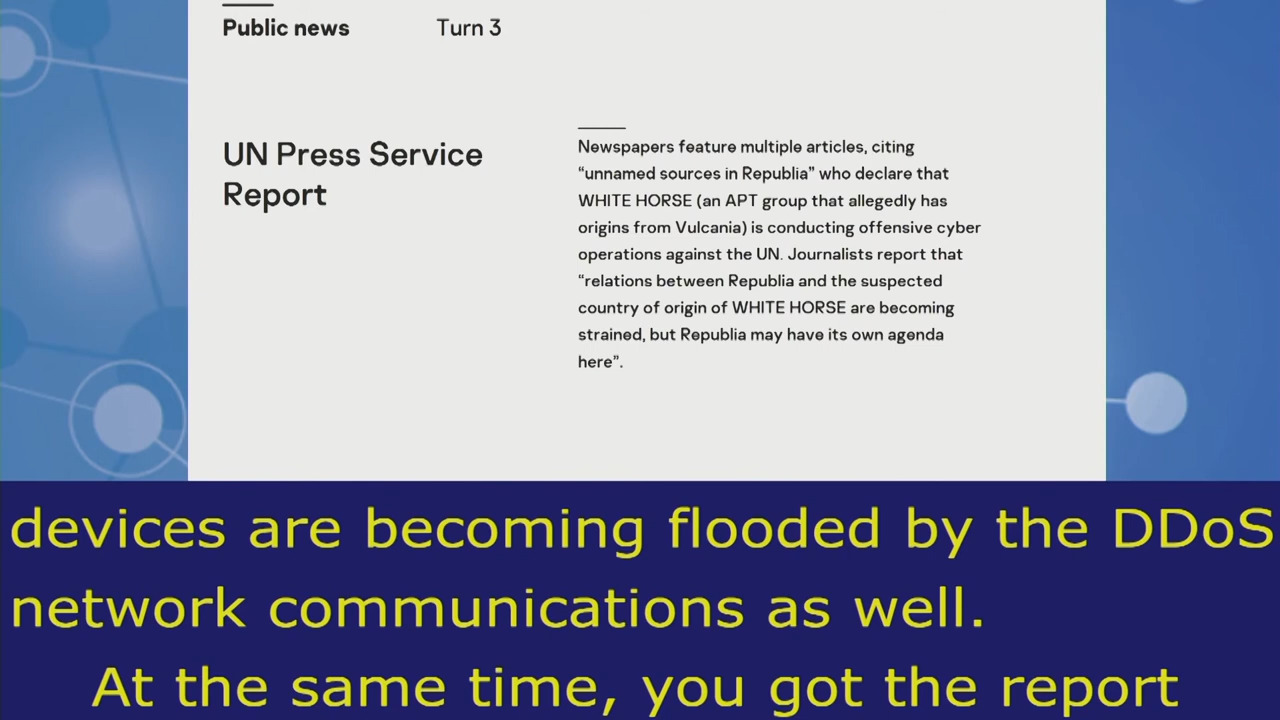 Public news
Turn 3
UN Press Service
Report
Newspapers feature multiple articles, citing
“unnamed sources in Republia” who declare that
WHITE HORSE (an APT group that allegedly has
origins from Vulcania) is conducting offensive cyber
operations against the UN. Journalists report that
“relations between Republia and the suspected
country of origin of WHITE HORSE are becoming
strained, but Republia may have its own agenda
here”.
devices are becoming flooded by the DDoS
network communications as well.
At the same time, you got the report